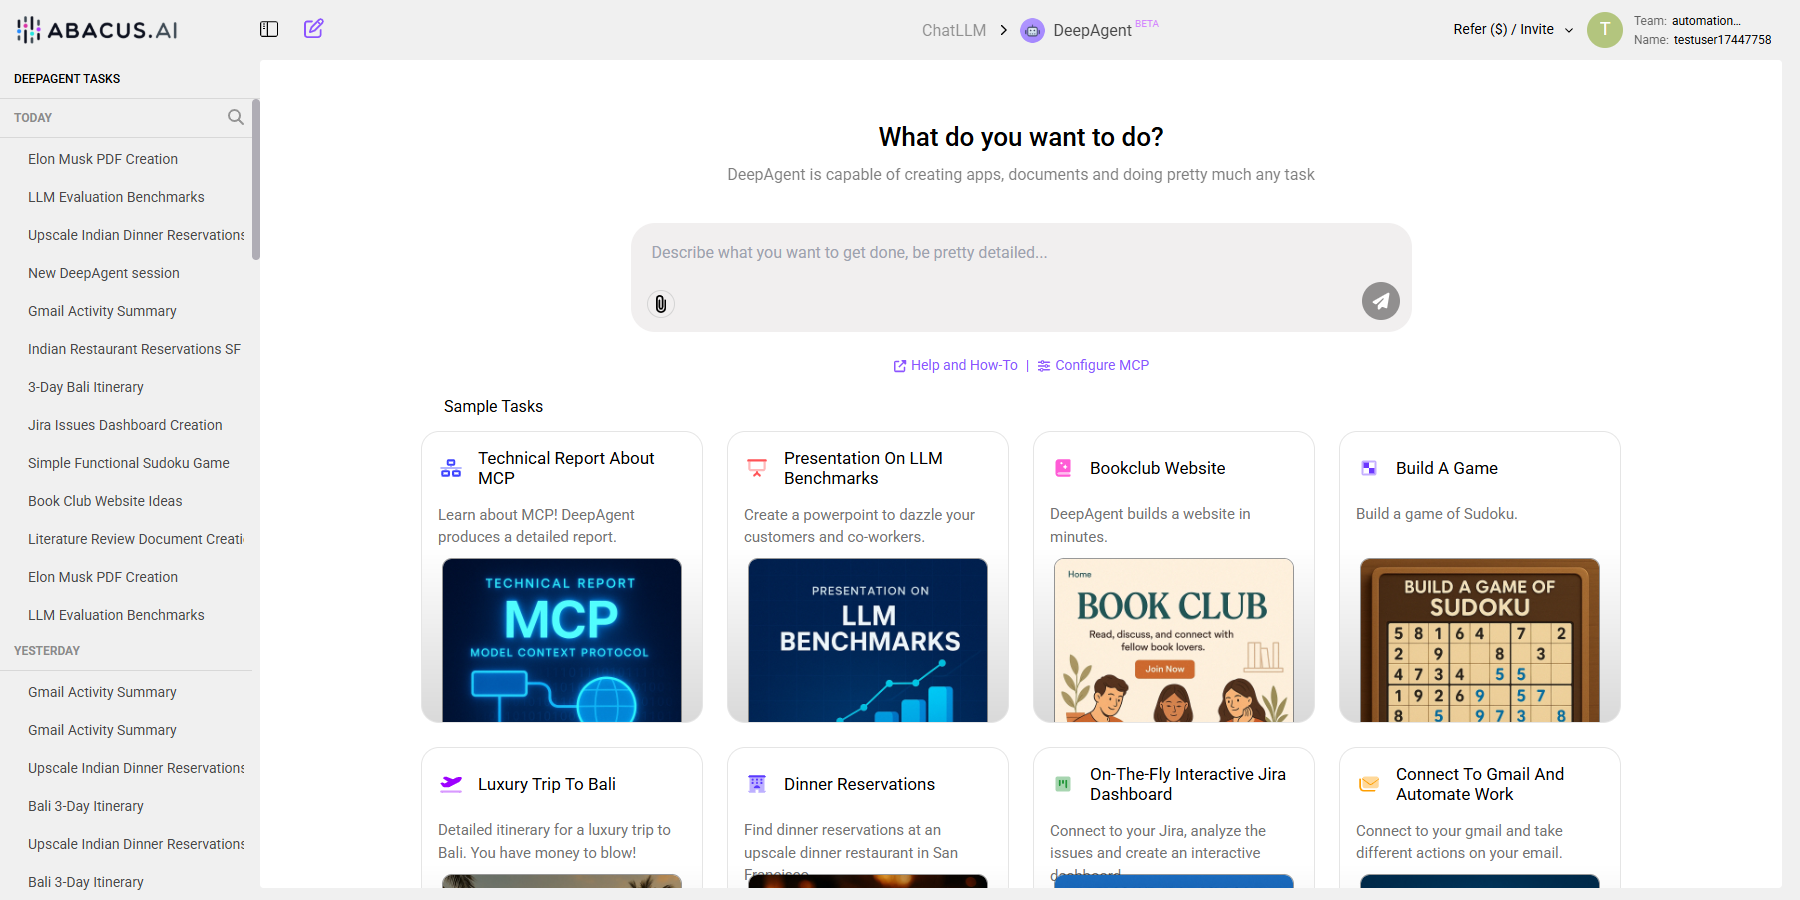 ABACUS.AI
ChatLLM > DeepAgent BETA
Refer ($) / Invite
T
Team: automation...
Name: testuser17447758
DEEPAGENT TASKS
TODAY
Elon Musk PDF Creation
LLM Evaluation Benchmarks
Upscale Indian Dinner Reservations
New DeepAgent session
Gmail Activity Summary
Indian Restaurant Reservations SF
3-Day Bali Itinerary
Jira Issues Dashboard Creation
Simple Functional Sudoku Game
Book Club Website Ideas
Literature Review Document Creati
Elon Musk PDF Creation
LLM Evaluation Benchmarks
YESTERDAY
Gmail Activity Summary
Gmail Activity Summary
Upscale Indian Dinner Reservations
Bali 3-Day Itinerary
Upscale Indian Dinner Reservations
Bali 3-Day Itinerary
What do you want to do?
DeepAgent is capable of creating apps, documents and doing pretty much any task
Describe what you want to get done, be pretty detailed...
Help and How-To | Configure MCP
Sample Tasks
Technical Report About
MCP
Learn about MCP! DeepAgent
produces a detailed report.
TECHNICAL REPORT
MCP
MODEL CONTEXT PROTOCOL
Presentation On LLM
Benchmarks
Create a powerpoint to dazzle your
customers and co-workers.
PRESENTATION ON
LLM
BENCHMARKS
Bookclub Website
DeepAgent builds a website in
minutes.
Home
BOOK CLUB
Read, discuss, and connect with
fellow book lovers.
Join Now
Build A Game
Build a game of Sudoku.
BUILD A GAME OF
SUDOKU
5 8 1 6 4 7 2
2 9 8 3
4 7 3 4 5 5
1 9 2 6 9 5 7
8 5 9 7 3 8
Luxury Trip To Bali
Detailed itinerary for a luxury trip to
Bali. You have money to blow!
Dinner Reservations
Find dinner reservations at an
upscale dinner restaurant in San
Francisco.
On-The-Fly Interactive Jira
Dashboard
Connect to your Jira, analyze the
issues and create an interactive
dashboard.
Connect To Gmail And
Automate Work
Connect to your gmail and take
different actions on your email.